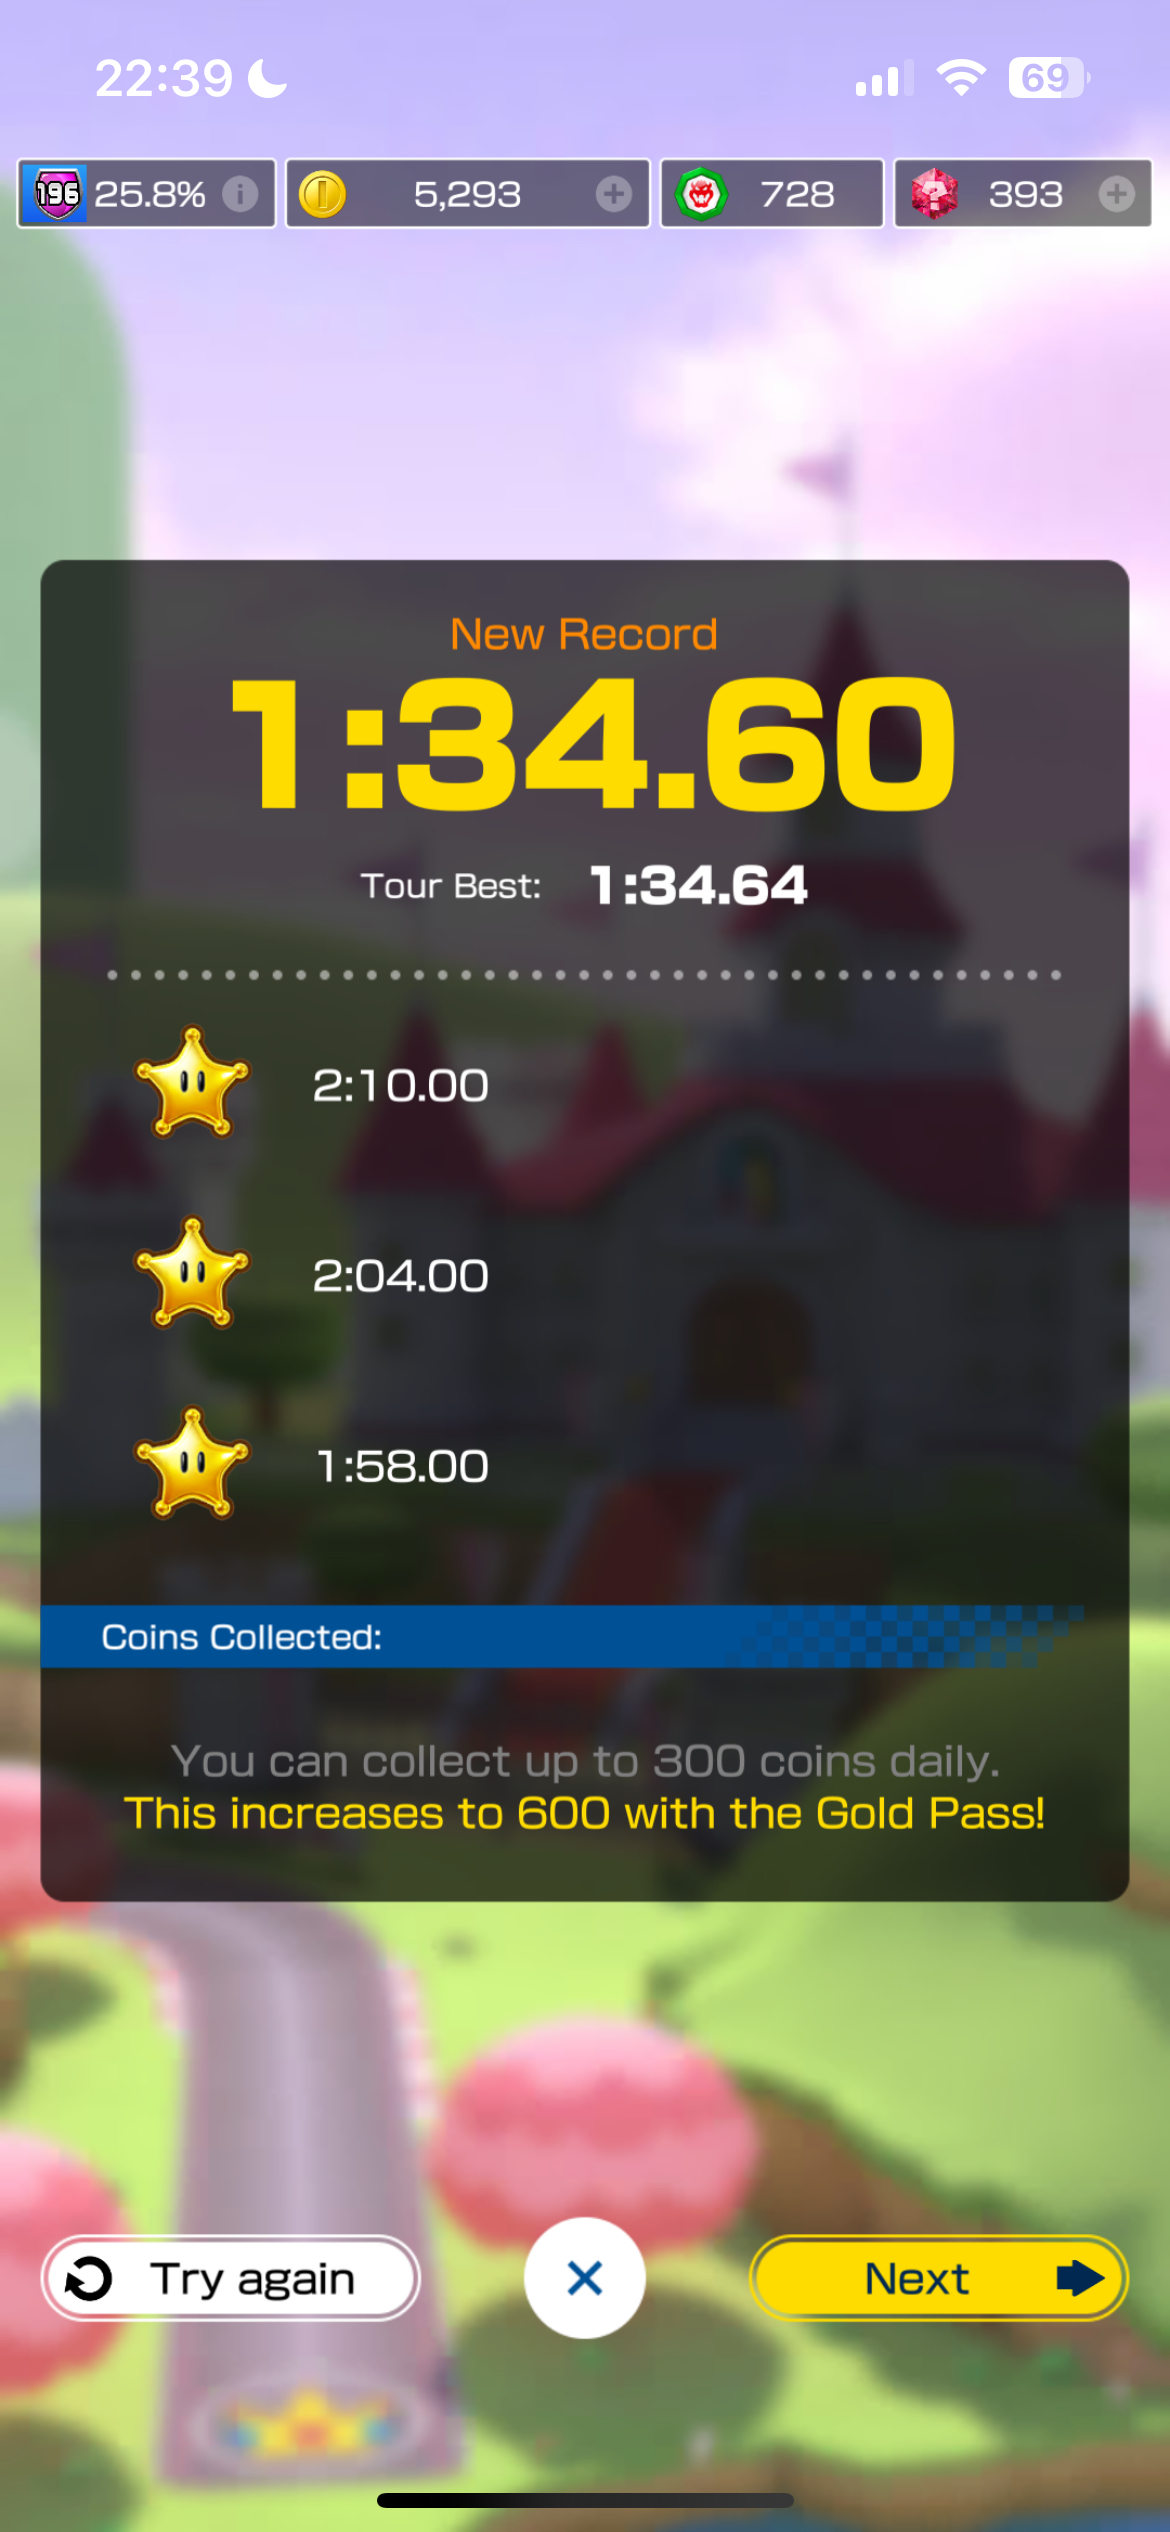 22:39 69
196 25.8% i 5,293 + 728 393 +
New Record
1:34.60
Tour Best: 1:34.64
2:10.00
2:04.00
1:58.00
Coins Collected:
You can collect up to 300 coins daily.
This increases to 600 with the Gold Pass!
Try again × Next